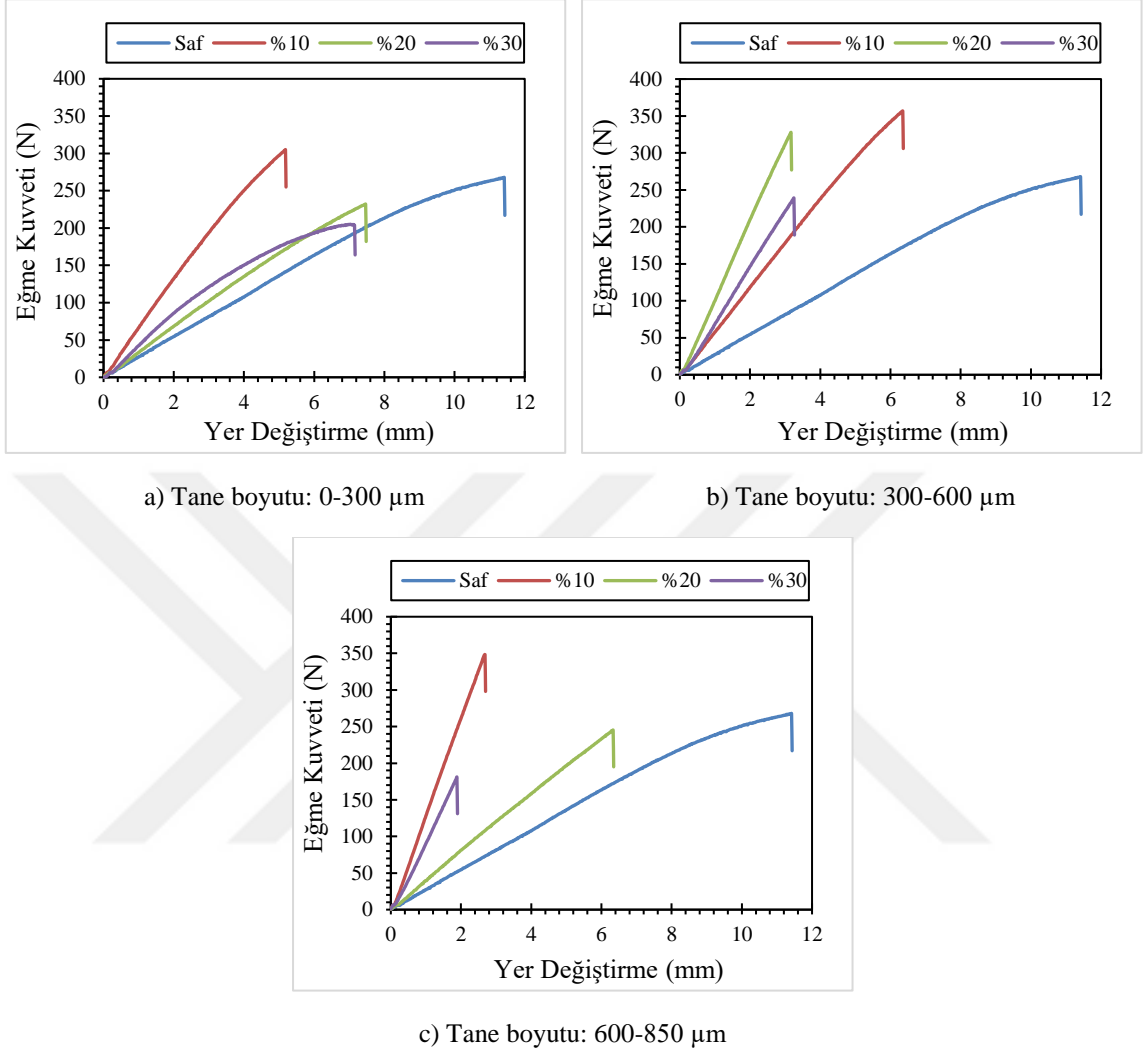 Saf %10 %20 %30
400
350
300
250
200
150
100
50
0
0 2 4 6 8 10 12
Eğme Kuvveti (N)
Yer Değiştirme (mm)
a) Tane boyutu: 0-300 µm
Saf %10 %20 %30
400
350
300
250
200
150
100
50
0
0 2 4 6 8 10 12
Eğme Kuvveti (N)
Yer Değiştirme (mm)
b) Tane boyutu: 300-600 µm
Saf %10 %20 %30
400
350
300
250
200
150
100
50
0
0 2 4 6 8 10 12
Eğme Kuvveti (N)
Yer Değiştirme (mm)
c) Tane boyutu: 600-850 µm